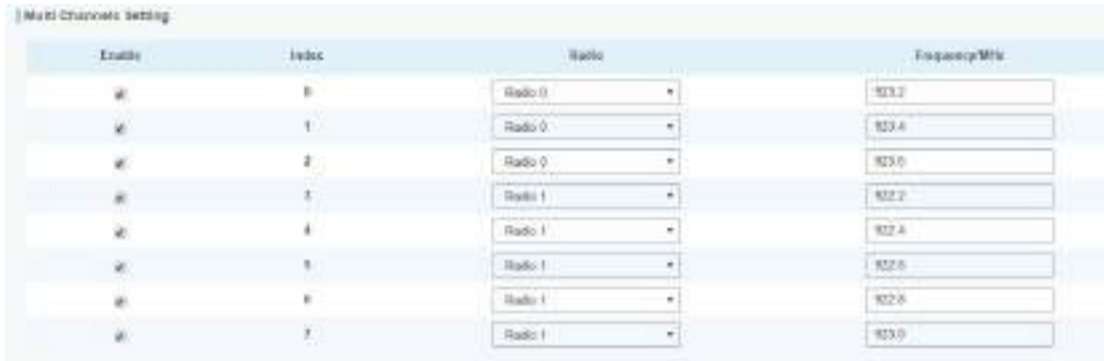 Multi Channels Setting
Enable Index Radio Frequency/MHz
0 Radio 0 923.2
1 Radio 0 923.4
2 Radio 0 923.6
3 Radio 1 922.2
4 Radio 1 922.4
5 Radio 1 922.6
6 Radio 1 922.8
7 Radio 1 923.0